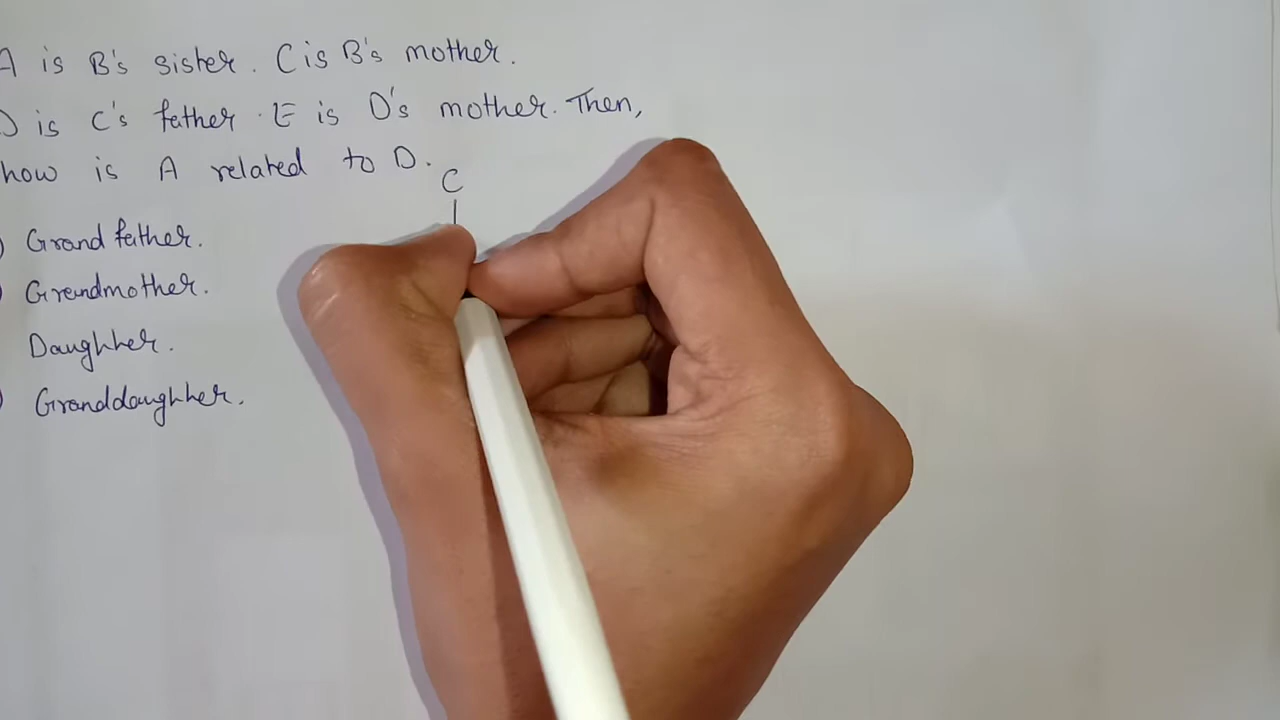 A is B's sister. C is B's mother.
D is C's father. E is D's mother. Then,
how is A related to D.
C
) Grand father.
) Grandmother.
Daughter.
) Granddaughter.